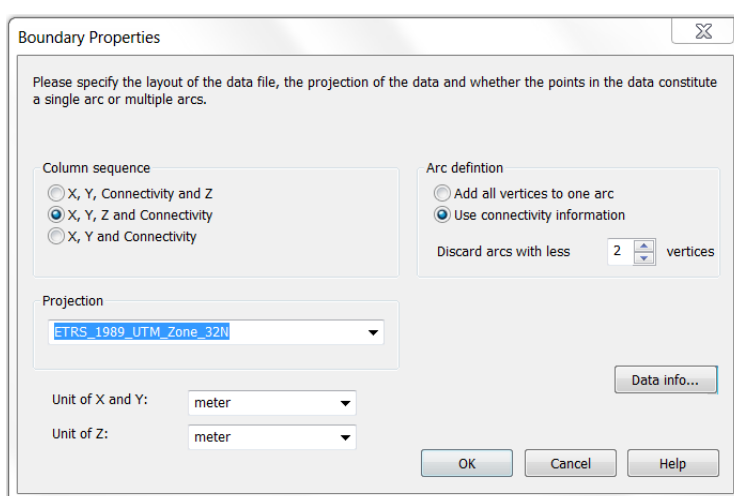 Boundary Properties
Please specify the layout of the data file, the projection of the data and whether the points in the data constitute
a single arc or multiple arcs.
Column sequence
X, Y, Connectivity and Z
X, Y, Z and Connectivity
X, Y and Connectivity
Arc defintion
Add all vertices to one arc
Use connectivity information
Discard arcs with less 2 vertices
Projection
ETRS_1989_UTM_Zone_32N
Data info...
Unit of X and Y: meter
Unit of Z: meter
OK Cancel Help